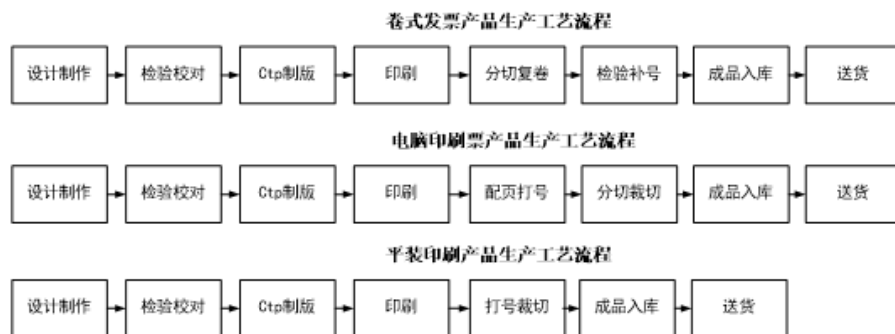 卷式发票产品生产工艺流程
设计制作 检验校对 Ctp制版 印刷 分切复卷 检验补号 成品入库 送货
电脑印刷票产品生产工艺流程
设计制作 检验校对 Ctp制版 印刷 配页打号 分切裁切 成品入库 送货
平装印刷产品生产工艺流程
设计制作 检验校对 Ctp制版 印刷 打号裁切 成品入库 送货